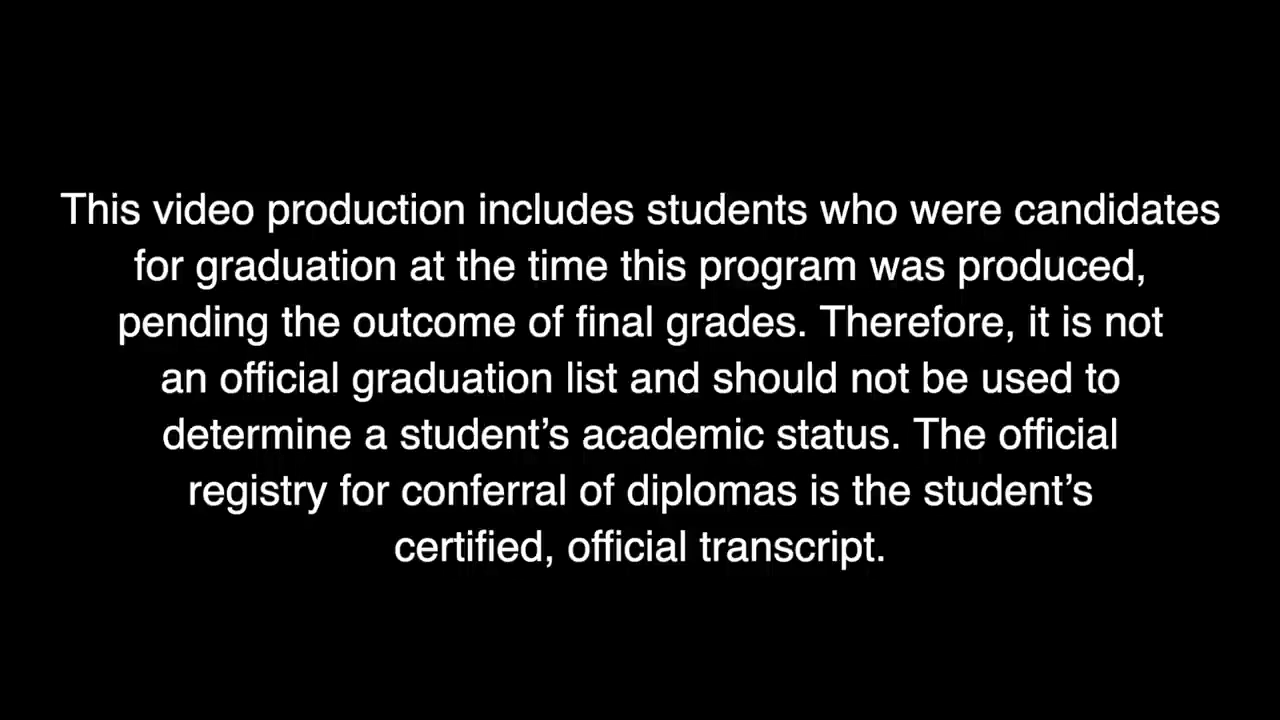 This video production includes students who were candidates
for graduation at the time this program was produced,
pending the outcome of final grades. Therefore, it is not
an official graduation list and should not be used to
determine a student’s academic status. The official
registry for conferral of diplomas is the student’s
certified, official transcript.